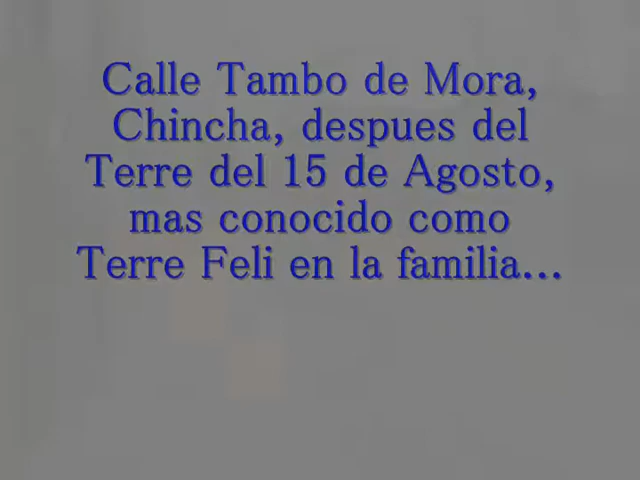 Calle Tambo de Mora,
Chincha, despues del
Terre del 15 de Agosto,
mas conocido como
Terre Feli en la familia...